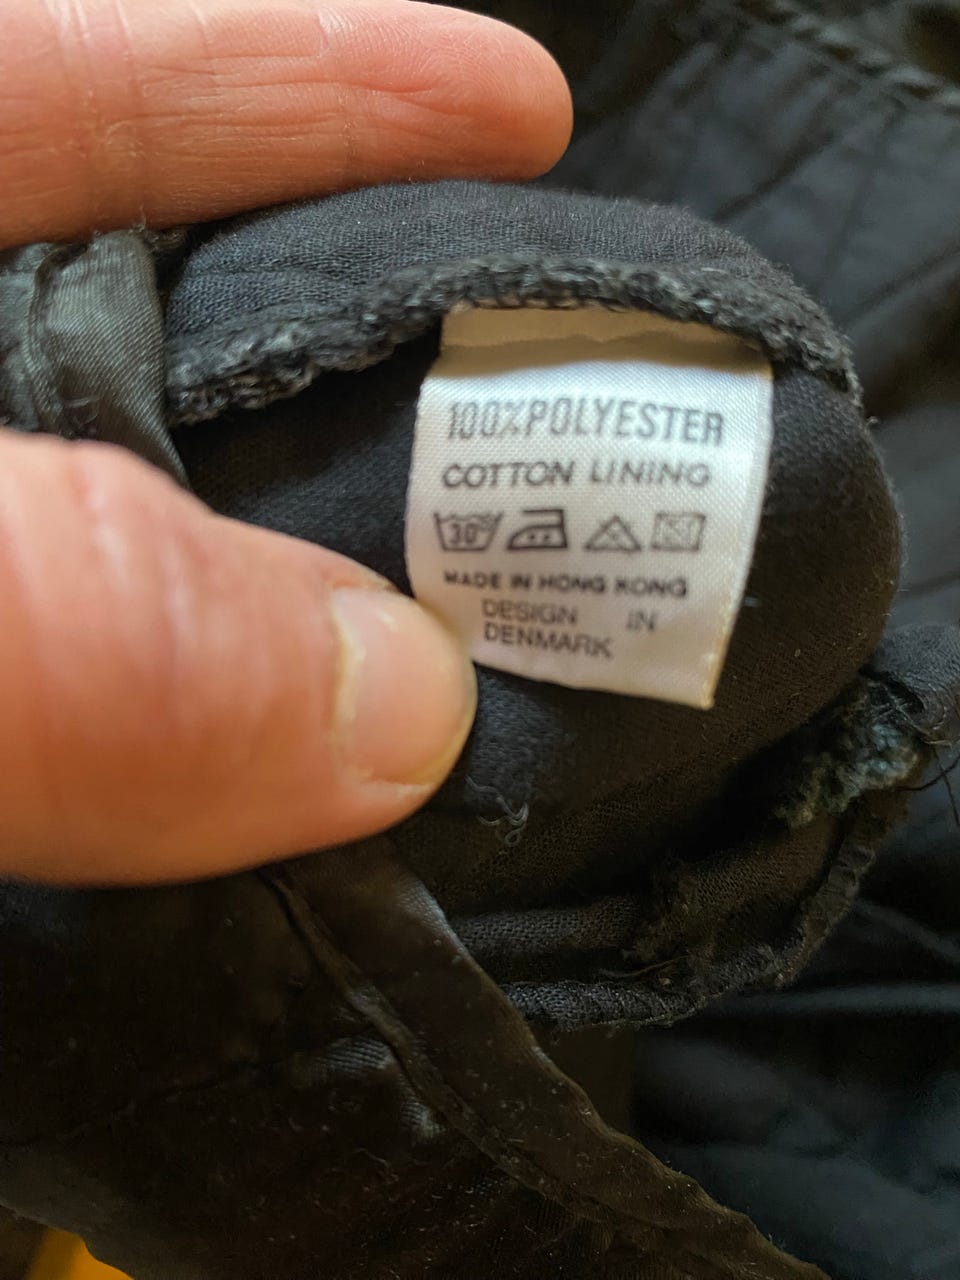 100%POLYESTER
COTTON LINING
30°
MADE IN HONG KONG
DESIGN IN
DENMARK